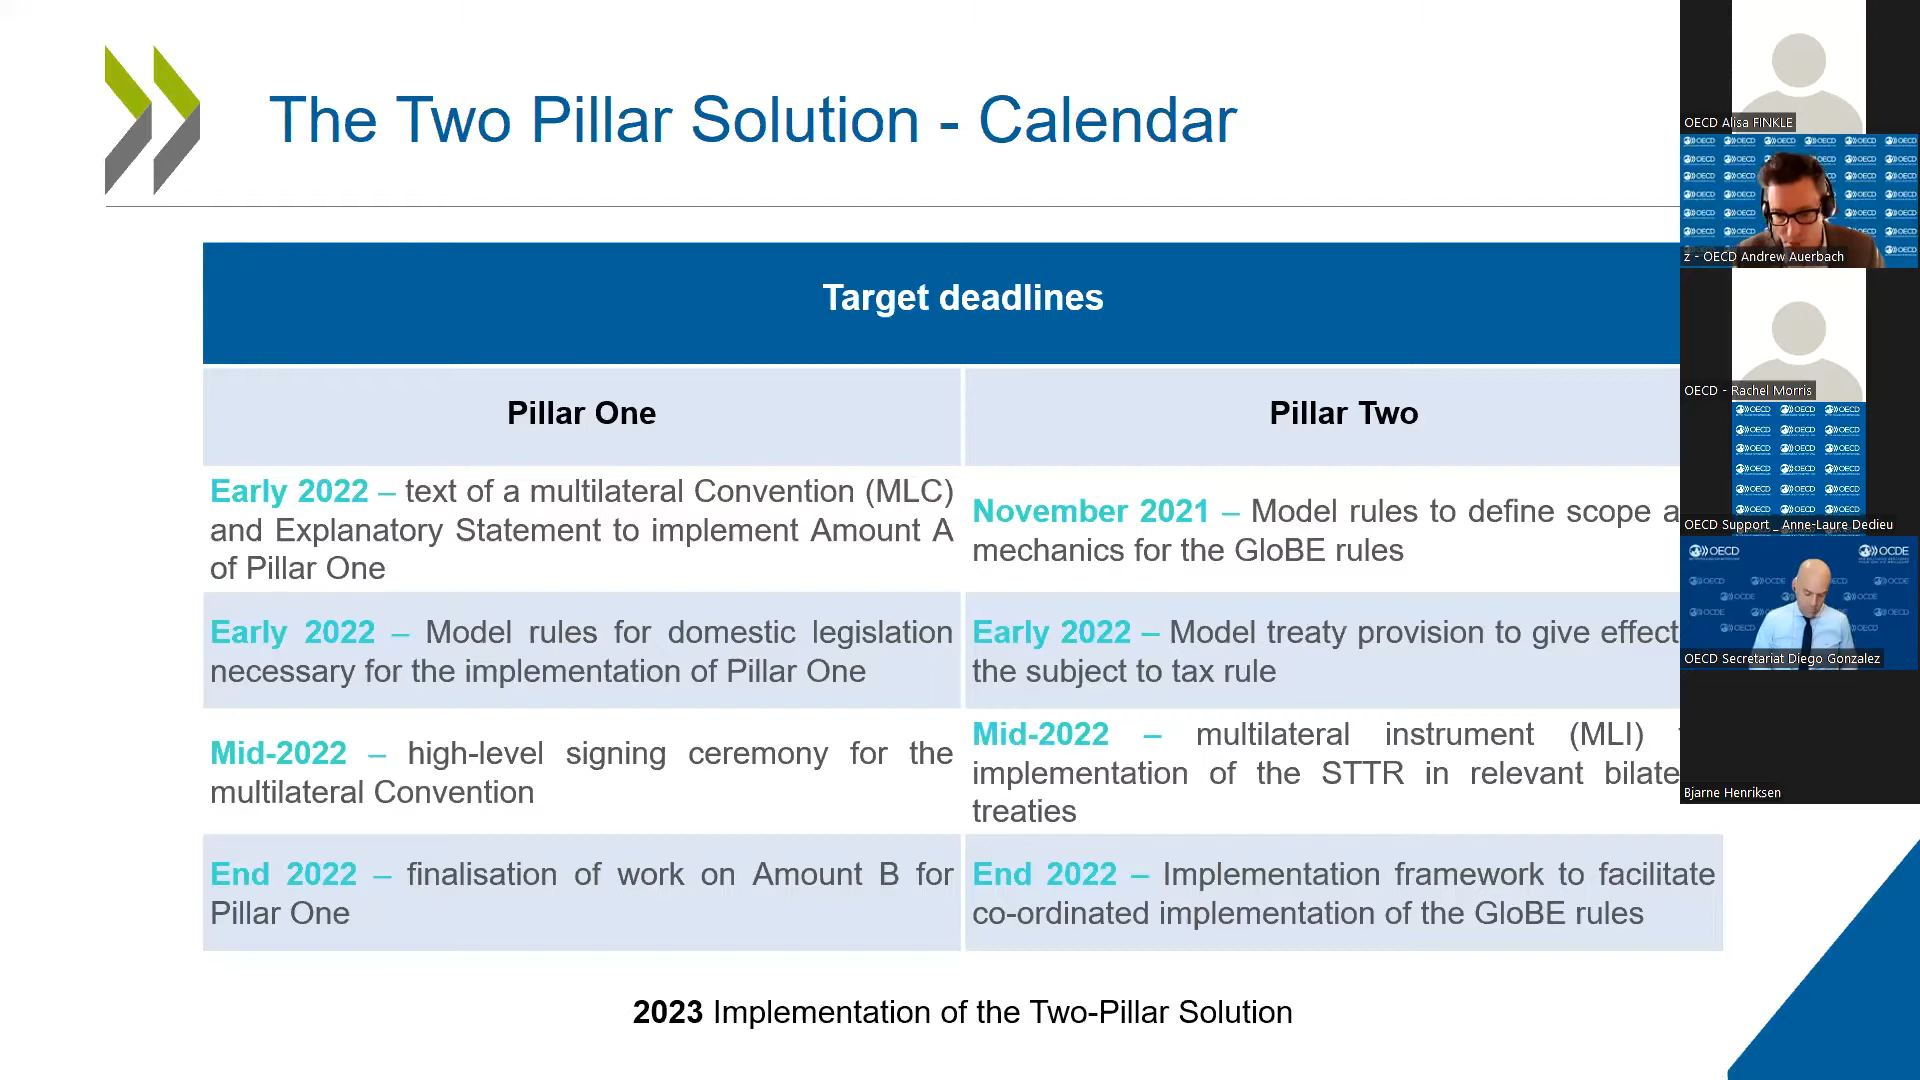 The Two Pillar Solution - Calendar
Target deadlines
Pillar One
Pillar Two
Early 2022 – text of a multilateral Convention (MLC)
and Explanatory Statement to implement Amount A
of Pillar One
November 2021 – Model rules to define scope a
mechanics for the GloBE rules
Early 2022 – Model rules for domestic legislation
necessary for the implementation of Pillar One
Early 2022 – Model treaty provision to give effect
the subject to tax rule
Mid-2022 – high-level signing ceremony for the
multilateral Convention
Mid-2022 – multilateral instrument (MLI)
implementation of the STTR in relevant bilate
treaties
End 2022 – finalisation of work on Amount B for
Pillar One
End 2022 – Implementation framework to facilitate
co-ordinated implementation of the GloBE rules
2023 Implementation of the Two-Pillar Solution
OECD Alisa FINKLE
z - OECD Andrew Auerbach
OECD - Rachel Morris
OECD Support _ Anne-Laure Dedieu
OECD
OCDE
OECD Secretariat Diego Gonzalez
Bjarne Henriksen